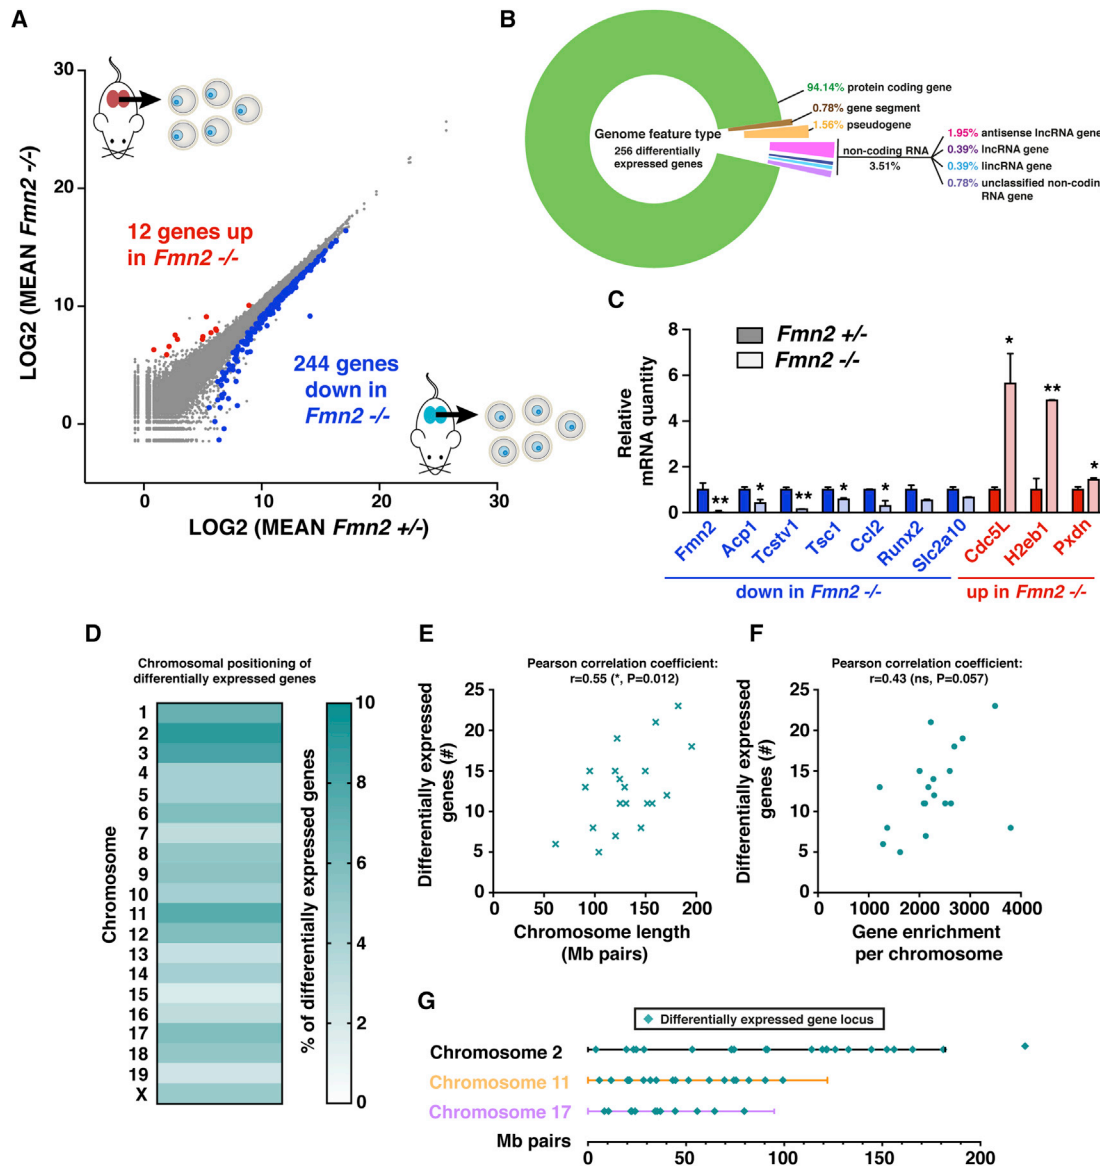 A
30
20
10
0
0
10
20
30
LOG2 (MEAN Fmn2 -/-)
LOG2 (MEAN Fmn2 +/-)
12 genes up
in Fmn2 -/-
244 genes
down in
Fmn2 -/-
B
Genome feature type
256 differentially
expressed genes
94.14% protein coding gene
0.78% gene segment
1.56% pseudogene
non-coding RNA
3.51%
1.95% antisense lncRNA gene
0.39% lncRNA gene
0.39% lincRNA gene
0.78% unclassified non-coding
RNA gene
C
Relative
mRNA quantity
8
6
4
2
0
Fmn2 +/-
Fmn2 -/-
** * ** * * * ** *
Fmn2
Acp1
Tcstv1
Tsc1
Ccl2
Runx2
Slc2a10
Cdc5L
H2eb1
Pxdn
down in Fmn2 -/-
up in Fmn2 -/-
D
Chromosomal positioning of
differentially expressed genes
Chromosome
1
2
3
4
5
6
7
8
9
10
11
12
13
14
15
16
17
18
19
X
% of differentially expressed genes
10
8
6
4
2
0
E
Pearson correlation coefficient:
r=0.55 (*, P=0.012)
Differentially expressed
genes (#)
25
20
15
10
5
0
0 50 100 150 200
Chromosome length
(Mb pairs)
F
Pearson correlation coefficient:
r=0.43 (ns, P=0.057)
Differentially expressed
genes (#)
25
20
15
10
5
0
0 1000 2000 3000 4000
Gene enrichment
per chromosome
G
Differentially expressed gene locus
Chromosome 2
Chromosome 11
Chromosome 17
Mb pairs
0 50 100 150 200